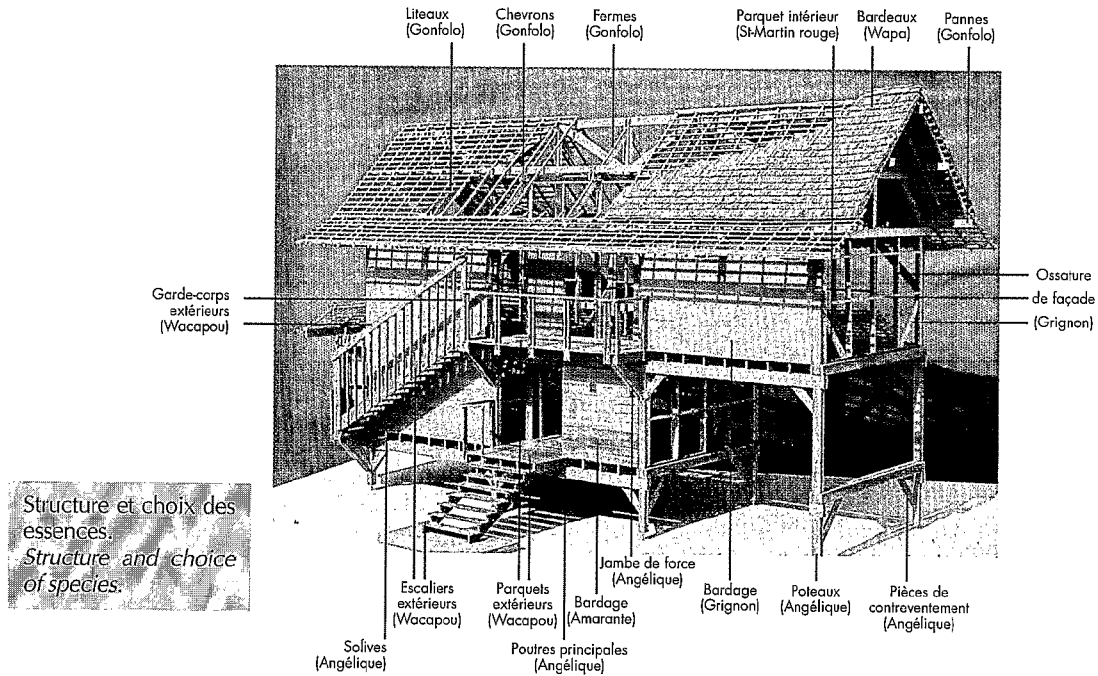 Liteaux
(Gonfolo)
Chevrons
(Gonfolo)
Fermes
(Gonfolo)
Parquet intérieur
(St-Martin rouge)
Bardeaux
(Wapa)
Pannes
(Gonfolo)
Garde-corps
extérieurs
(Wacapou)
Ossature
de façade
(Grignon)
Structure et choix des
essences.
Structure and choice
of species.
Solives
(Angélique)
Escaliers
extérieurs
(Wacapou)
Parquets
extérieurs
(Wacapou)
Poutres principales
(Angélique)
Bardage
(Amarante)
Jambe de force
(Angélique)
Bardage
(Grignon)
Poteaux
(Angélique)
Pièces de
contreventement
(Angélique)